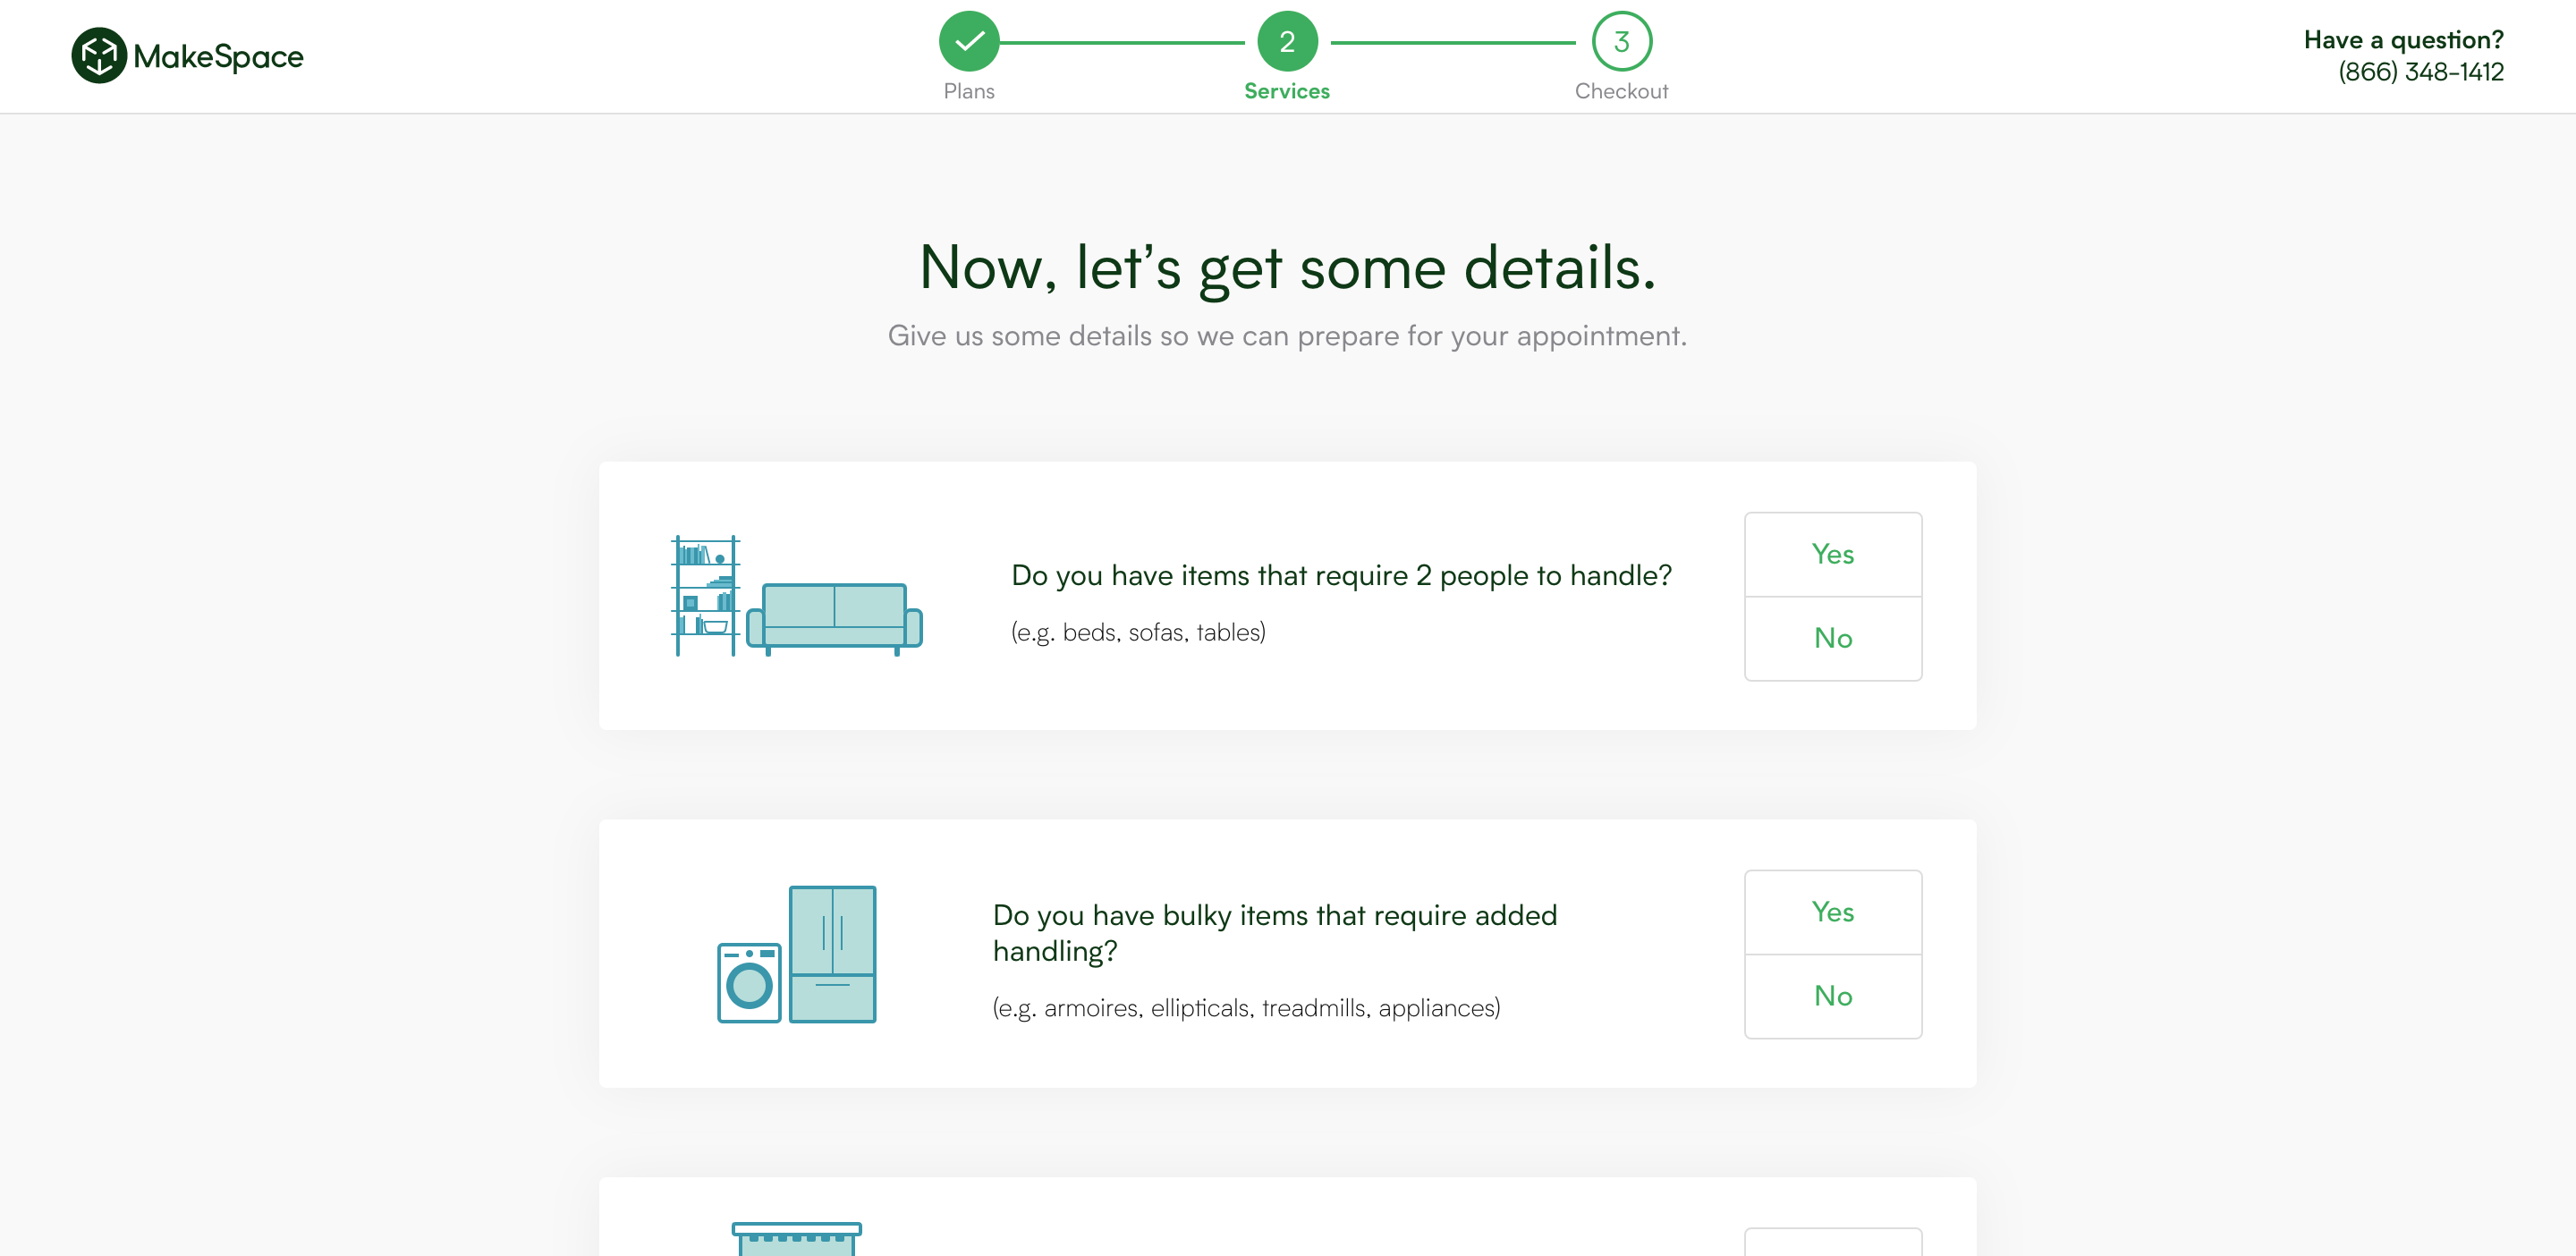 MakeSpace
2
3
Plans
Services
Checkout
Have a question?
(866) 348-1412
Now, let’s get some details.
Give us some details so we can prepare for your appointment.
Do you have items that require 2 people to handle?
(e.g. beds, sofas, tables)
Yes
No
Do you have bulky items that require added
handling?
(e.g. armoires, ellipticals, treadmills, appliances)
Yes
No